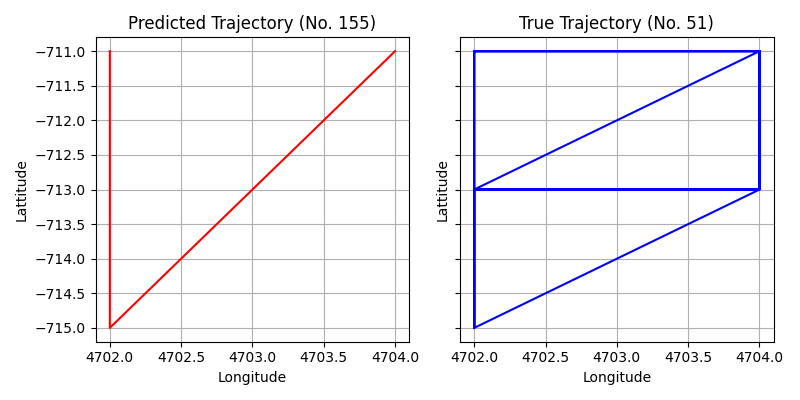 Predicted Trajectory (No. 155)
True Trajectory (No. 51)
−711.0
−711.5
−712.0
−712.5
−713.0
−713.5
−714.0
−714.5
−715.0
Lattitude
Lattitude
4702.0 4702.5 4703.0 4703.5 4704.0
4702.0 4702.5 4703.0 4703.5 4704.0
Longitude
Longitude